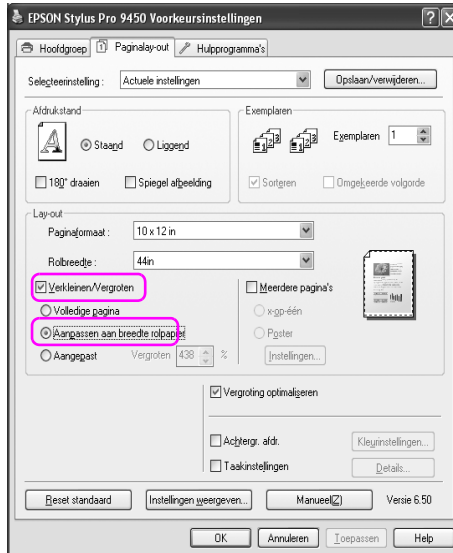 EPSON Stylus Pro 9450 Voorkeursinstellingen
Hoofdgroep Paginalay-out Hulpprogramma's
Selecteerinstelling : Actuele instellingen Opslaan/verwijderen...
Afdrukstand
Staand Liggend
180° draaien Spiegel afbeelding
Exemplaren
Exemplaren 1
Sorteren Omgekeerde volgorde
Lay-out
Paginaformaat : 10 x 12 in
Rolbreedte : 44in
Verkleinen/Vergroten
Volledige pagina
Aanpassen aan breedte rolpapier
Aangepast Vergroten 438 %
Meerdere pagina's
x-op-één
Poster
Instellingen...
Vergroting optimaliseren
Achtergr. afdr. Kleurinstellingen...
Taakinstellingen Details...
Reset standaard Instellingen weergeven... Manueel(Z) Versie 6.50
OK Annuleren Toepassen Help